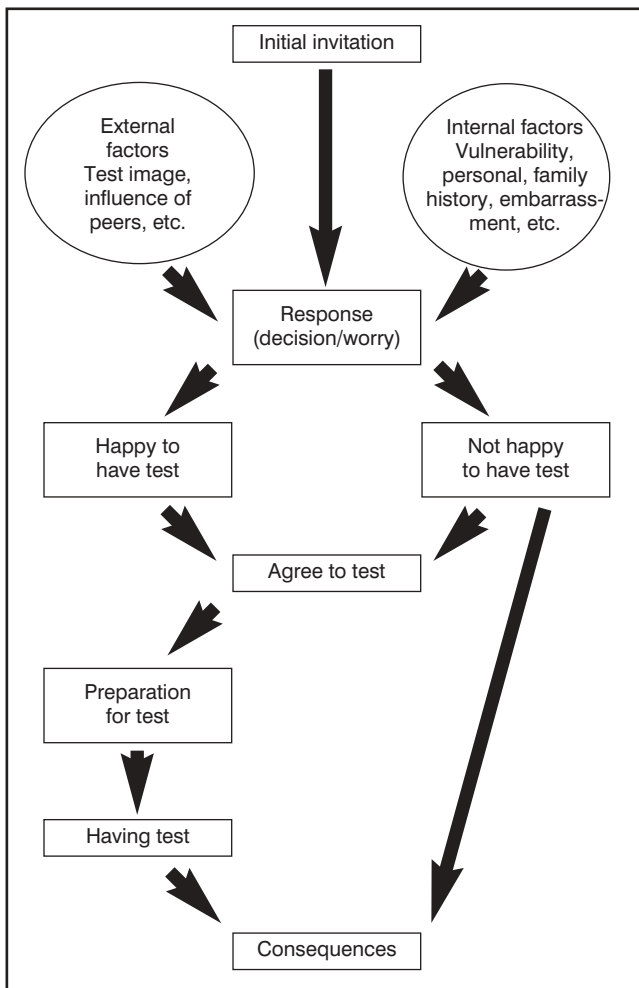 Initial invitation
External
factors
Test image,
influence of
peers, etc.
Internal factors
Vulnerability,
personal, family
history, embarrass-
ment, etc.
Response
(decision/worry)
Happy to
have test
Not happy
to have test
Agree to test
Preparation
for test
Having test
Consequences